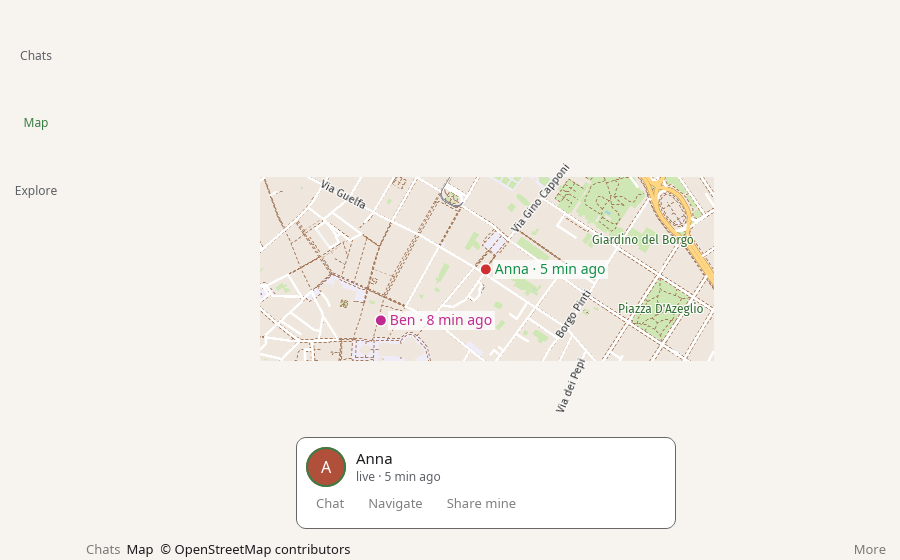 Chats
Map
Explore
Via Guelfa
Via Gino Capponi
Giardino del Borgo
Anna · 5 min ago
Piazza D'Azeglio
Ben · 8 min ago
Borgo Pinti
Via dei Pepi
A
Anna
live · 5 min ago
Chat Navigate Share mine
Chats Map © OpenStreetMap contributors More